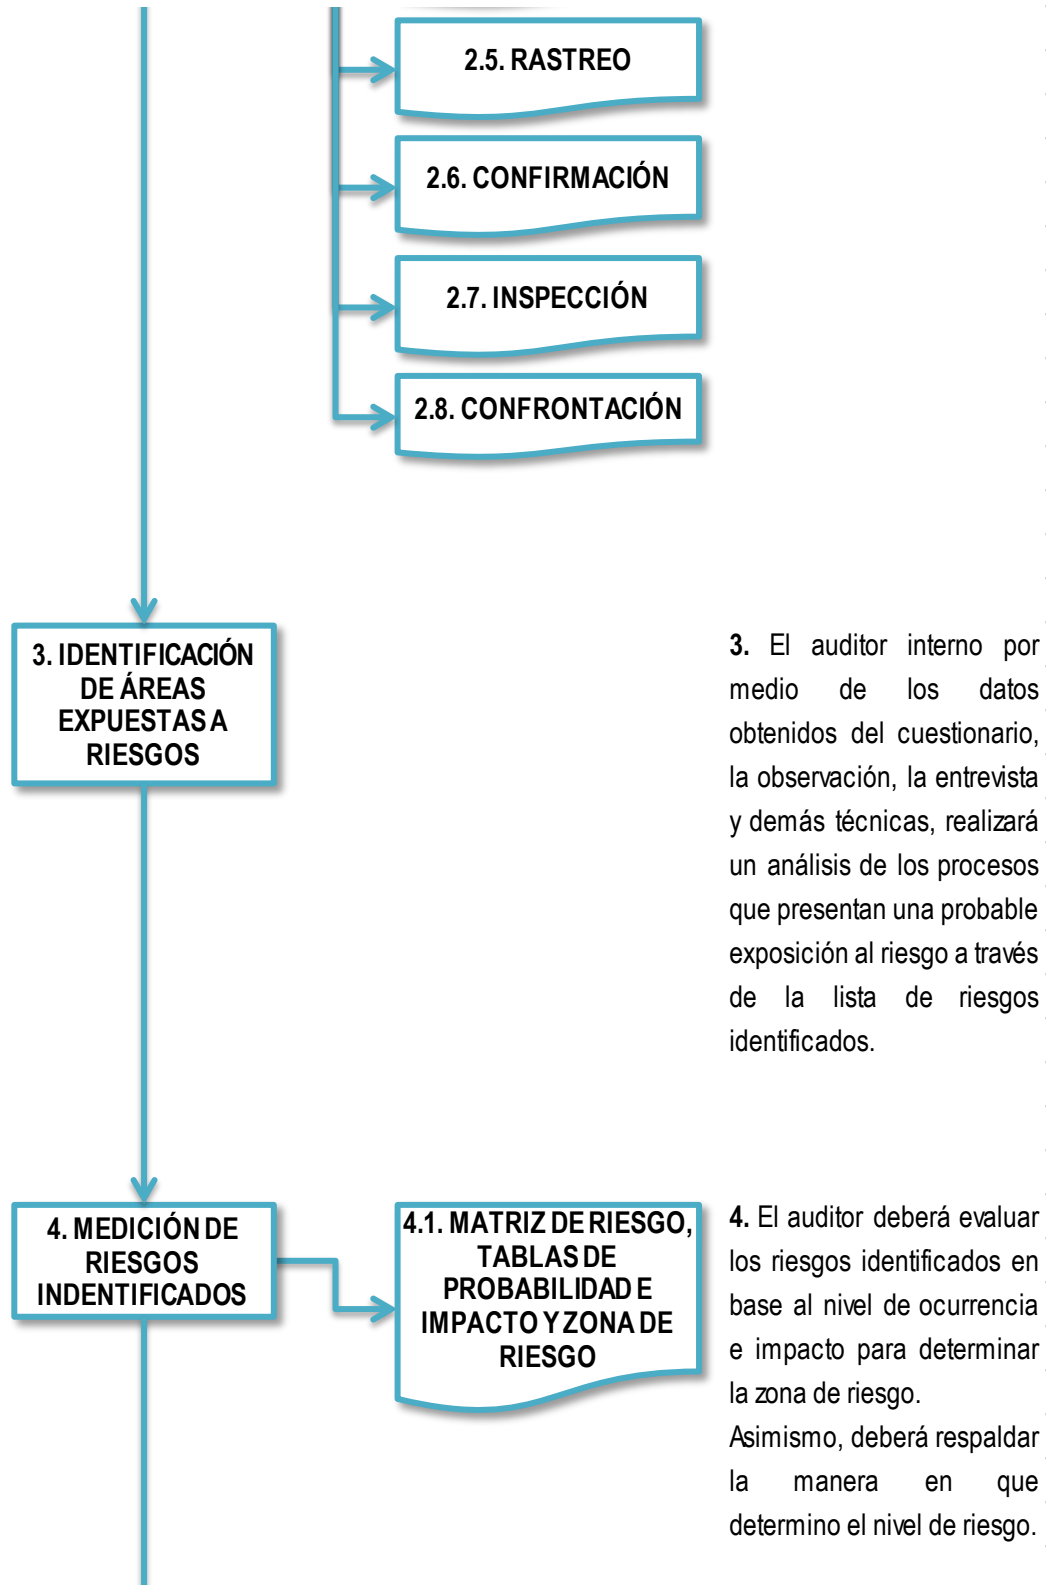 2.5. RASTREO
2.6. CONFIRMACIÓN
2.7. INSPECCIÓN
2.8. CONFRONTACIÓN
3. IDENTIFICACIÓN
DE ÁREAS
EXPUESTAS A
RIESGOS
3. El auditor interno por
medio de los datos
obtenidos del cuestionario,
la observación, la entrevista
y demás técnicas, realizará
un análisis de los procesos
que presentan una probable
exposición al riesgo a través
de la lista de riesgos
identificados.
4. MEDICIÓN DE
RIESGOS
INDENTIFICADOS
4.1. MATRIZ DE RIESGO,
TABLAS DE
PROBABILIDAD E
IMPACTO Y ZONA DE
RIESGO
4. El auditor deberá evaluar
los riesgos identificados en
base al nivel de ocurrencia
e impacto para determinar
la zona de riesgo.
Asimismo, deberá respaldar
la manera en que
determino el nivel de riesgo.